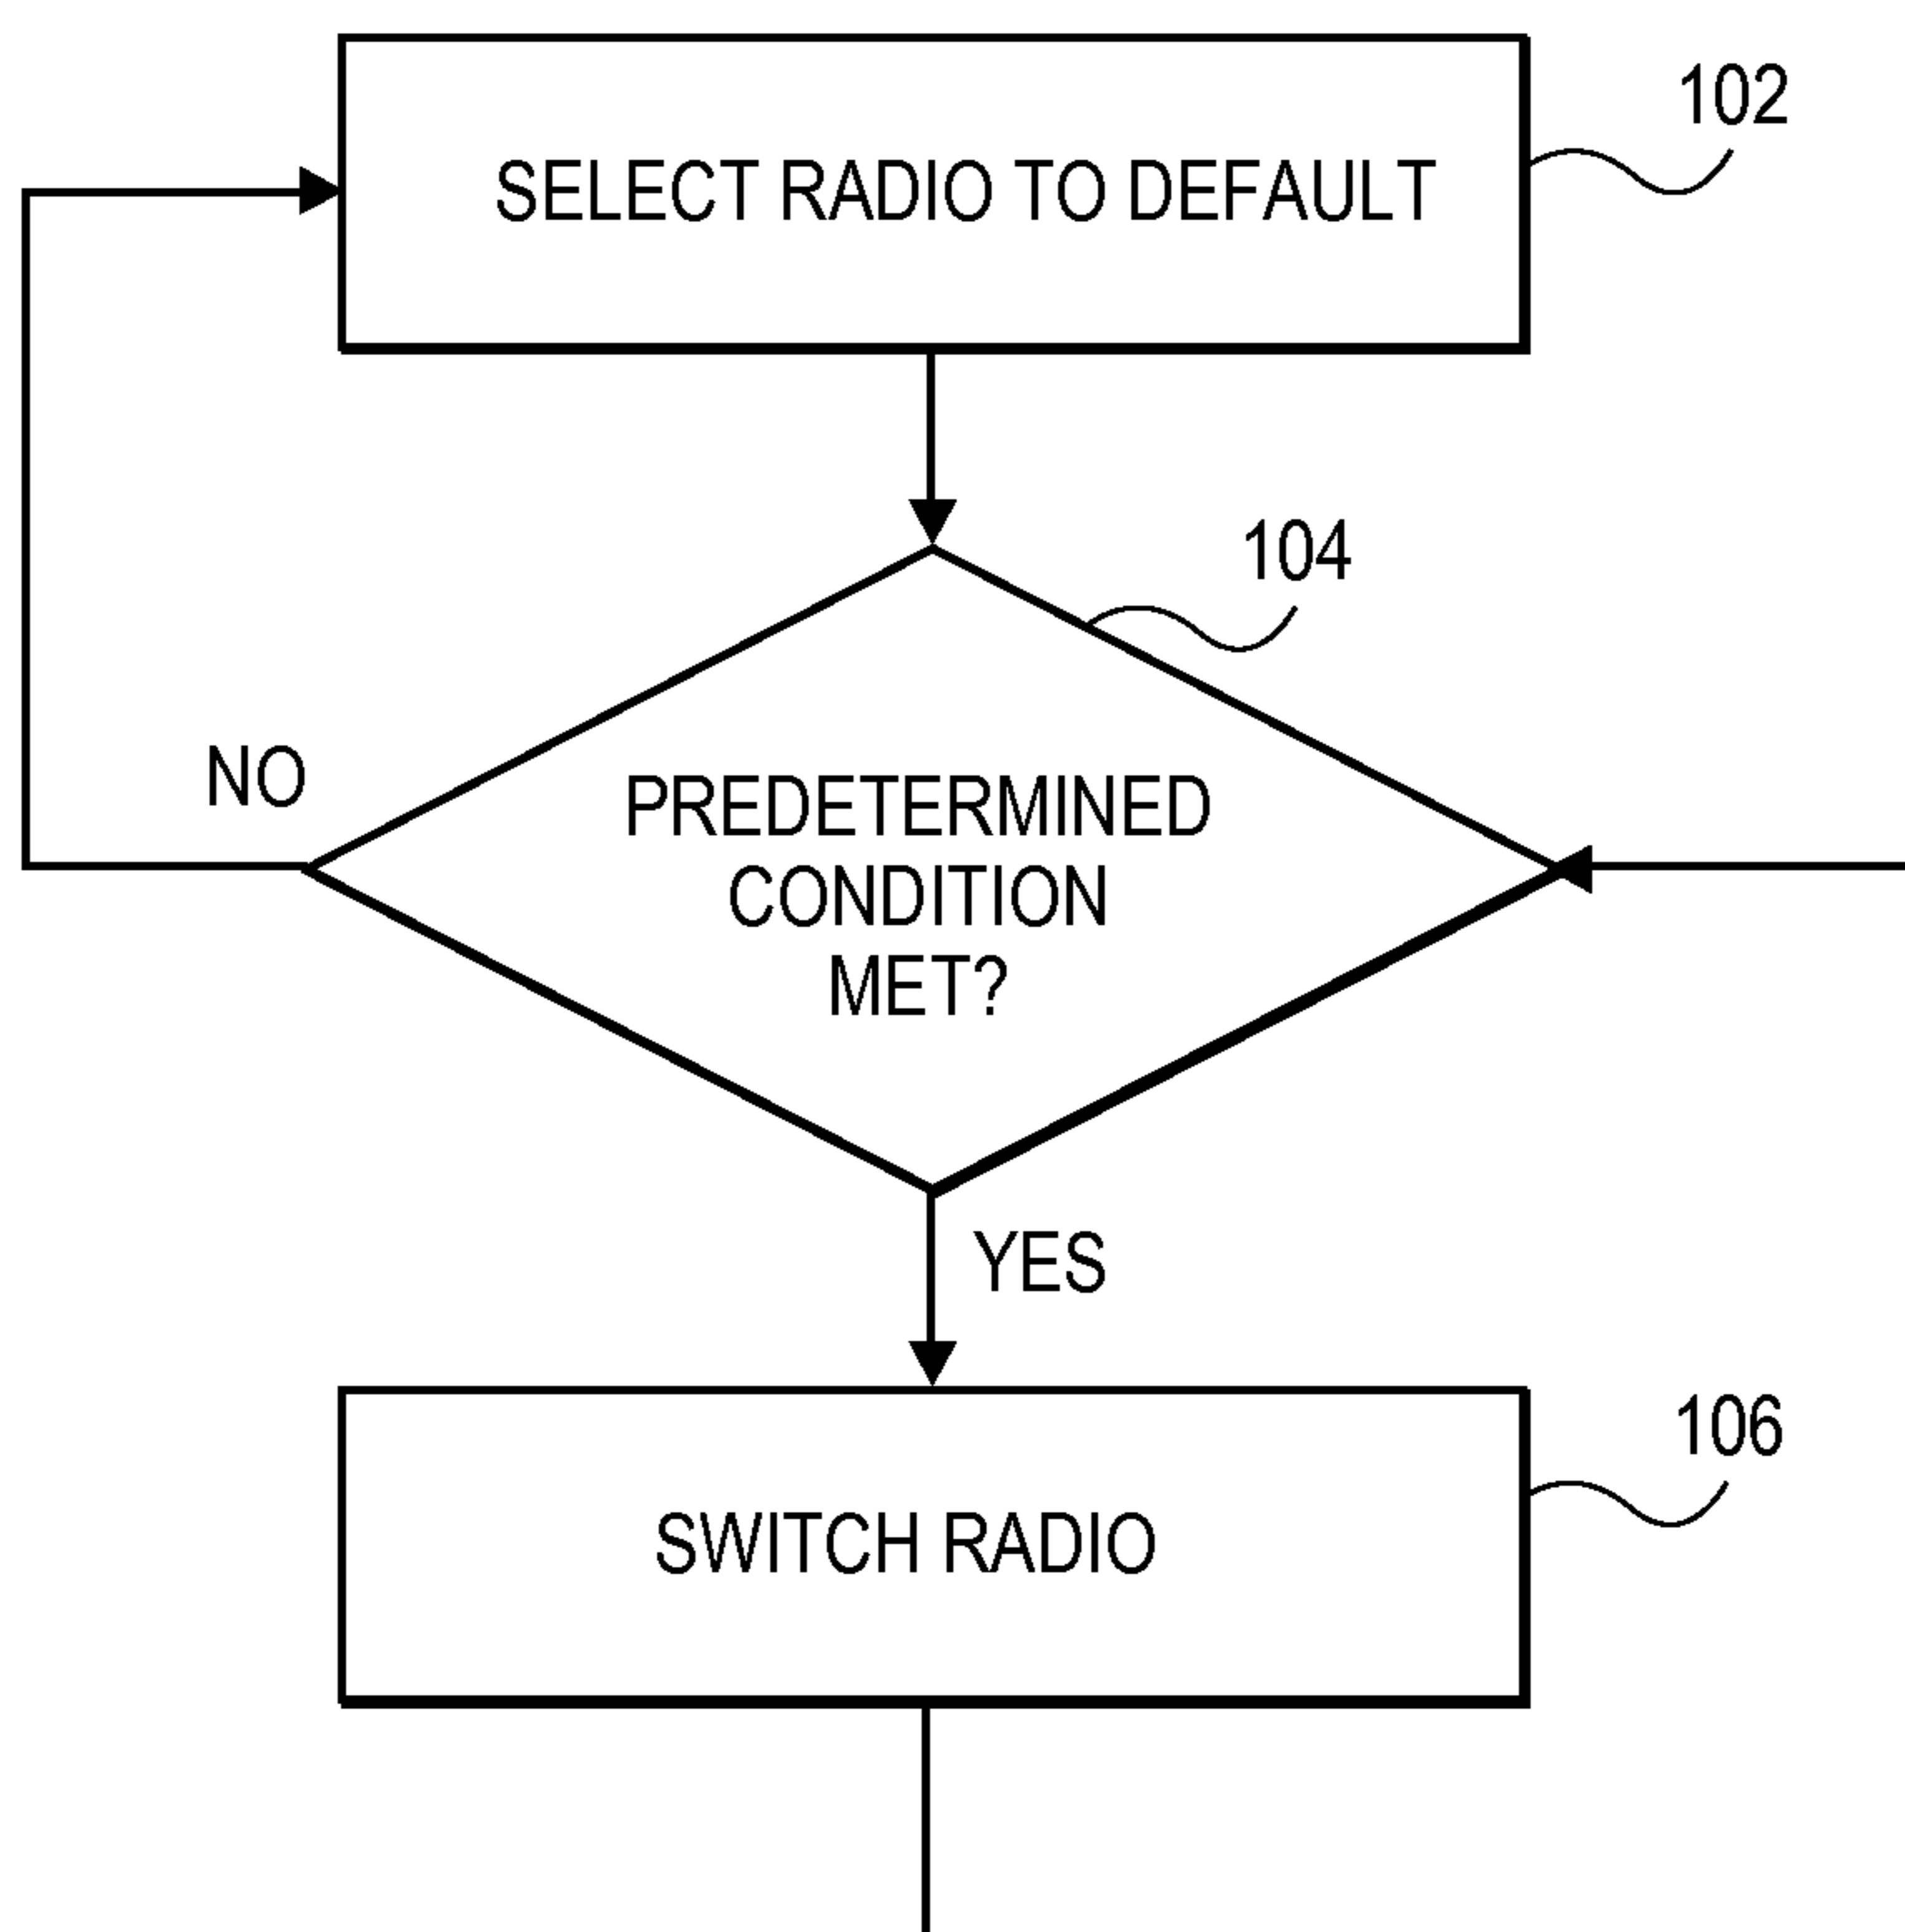 102
SELECT RADIO TO DEFAULT
104
NO
PREDETERMINED
CONDITION
MET?
YES
106
SWITCH RADIO